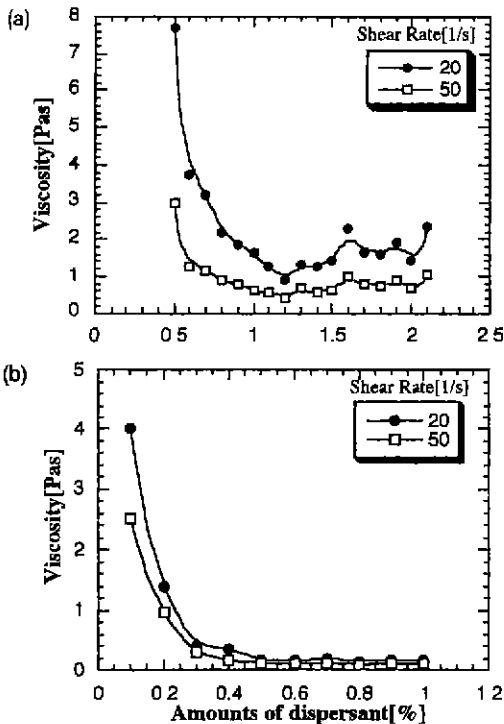 (a)
Shear Rate[1/s]
20
50
Viscosity[Pas]
8
7
6
5
4
3
2
1
0
0 0 5 1 1 5 2 2 5
(b)
Shear Rate[1/s]
20
50
Viscosity[Pas]
5
4
3
2
1
0
0 0.2 0.4 0.6 0.8 1 1 2
Amounts of dispersant[%]